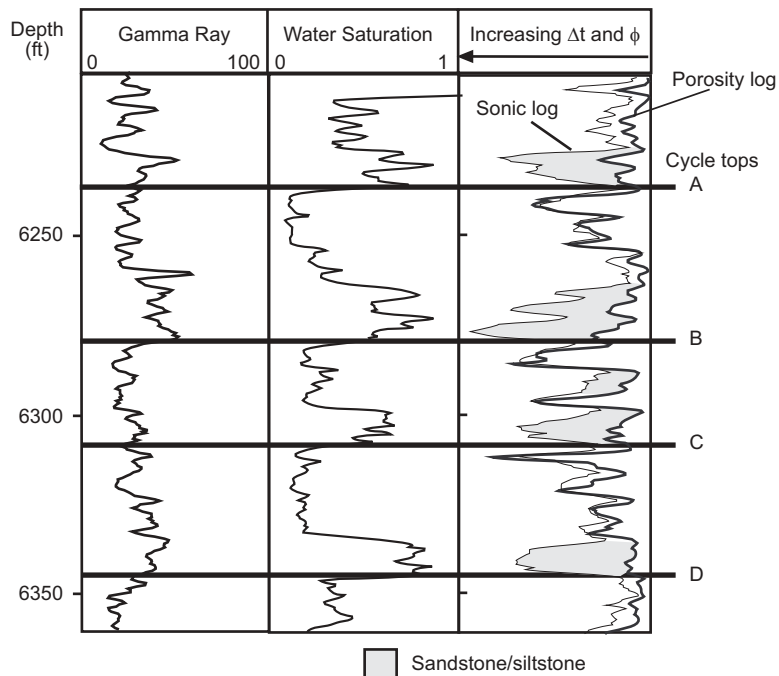 Depth
(ft)
Gamma Ray
0 100
Water Saturation
0 1
Increasing Δt and ϕ
Porosity log
Sonic log
Cycle tops
A
6250
B
6300
C
D
6350
Sandstone/siltstone